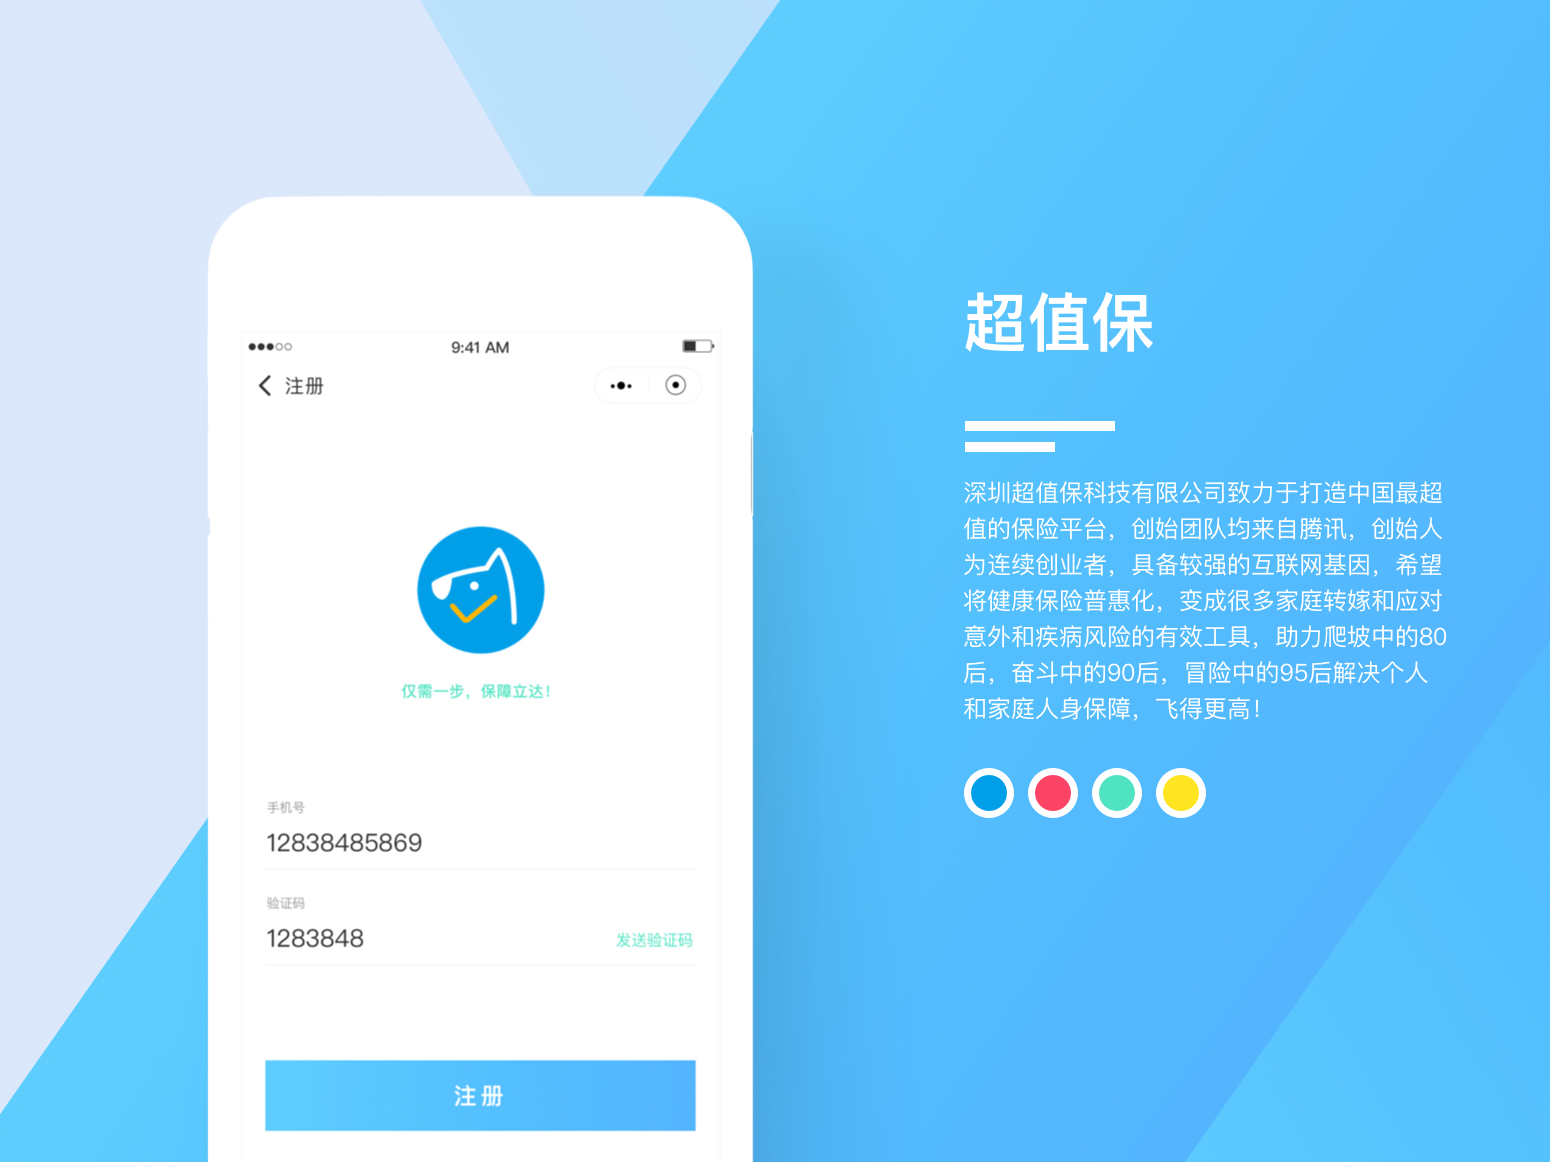 9:41 AM
注册
仅需一步，保障立达！
手机号
12838485869
验证码
1283848
发送验证码
注册
超值保
深圳超值保科技有限公司致力于打造中国最超
值的保险平台，创始团队均来自腾讯，创始人
为连续创业者，具备较强的互联网基因，希望
将健康保险普惠化，变成很多家庭转嫁和应对
意外和疾病风险的有效工具，助力爬坡中的80
后，奋斗中的90后，冒险中的95后解决个人
和家庭人身保障，飞得更高！